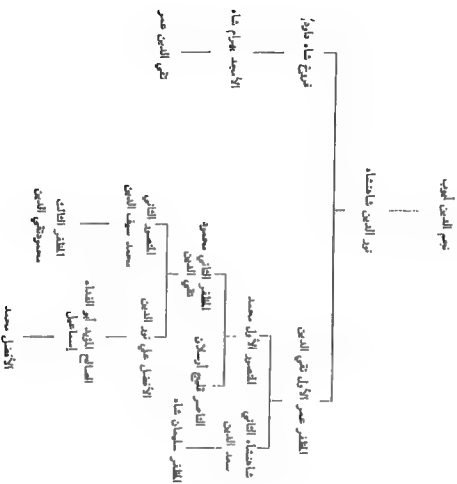 نجم الدين أيوب
نور الدين شاهنشاه
المظفر عمر الأول تقي الدين
فروخ شاه داود
شاهنشاه الثاني
سعد الدين
المظفر سليمان شاه
المنصور الأول محمد
الناصر قليج أرسلان
المظفر الثاني محمود
تقي الدين
الأفضل علي نور الدين
المنصور الثاني
محمد سيف الدين
الصالح المؤيد أبو الفداء
إسماعيل
المظفر الثالث
محمود تقي الدين
الأفضل محمد
الأمجد بهرام شاه
تقي الدين عمر